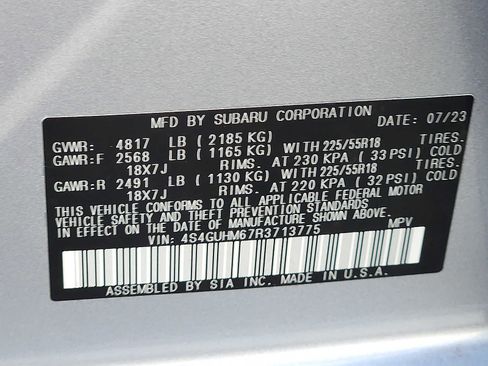 MFD BY SUBARU CORPORATION DATE: 07/23
GVWR: 4817 LB (2185 KG)
GAWR:F 2568 LB (1165 KG) WITH 225/55R18 TIRES.
18X7J RIMS. AT 230 KPA (33 PSI) COLD
GAWR:R 2491 LB (1130 KG) WITH 225/55R18 TIRES.
18X7J RIMS. AT 220 KPA (32 PSI) COLD
THIS VEHICLE CONFORMS TO ALL APPLICABLE FEDERAL MOTOR
VEHICLE SAFETY AND THEFT PREVENTION STANDARDS
IN EFFECT ON THE DATE OF MANUFACTURE SHOWN ABOVE.
VIN: 4S4GUHM67R3713775 MPV
ASSEMBLED BY SIA INC. MADE IN U.S.A.